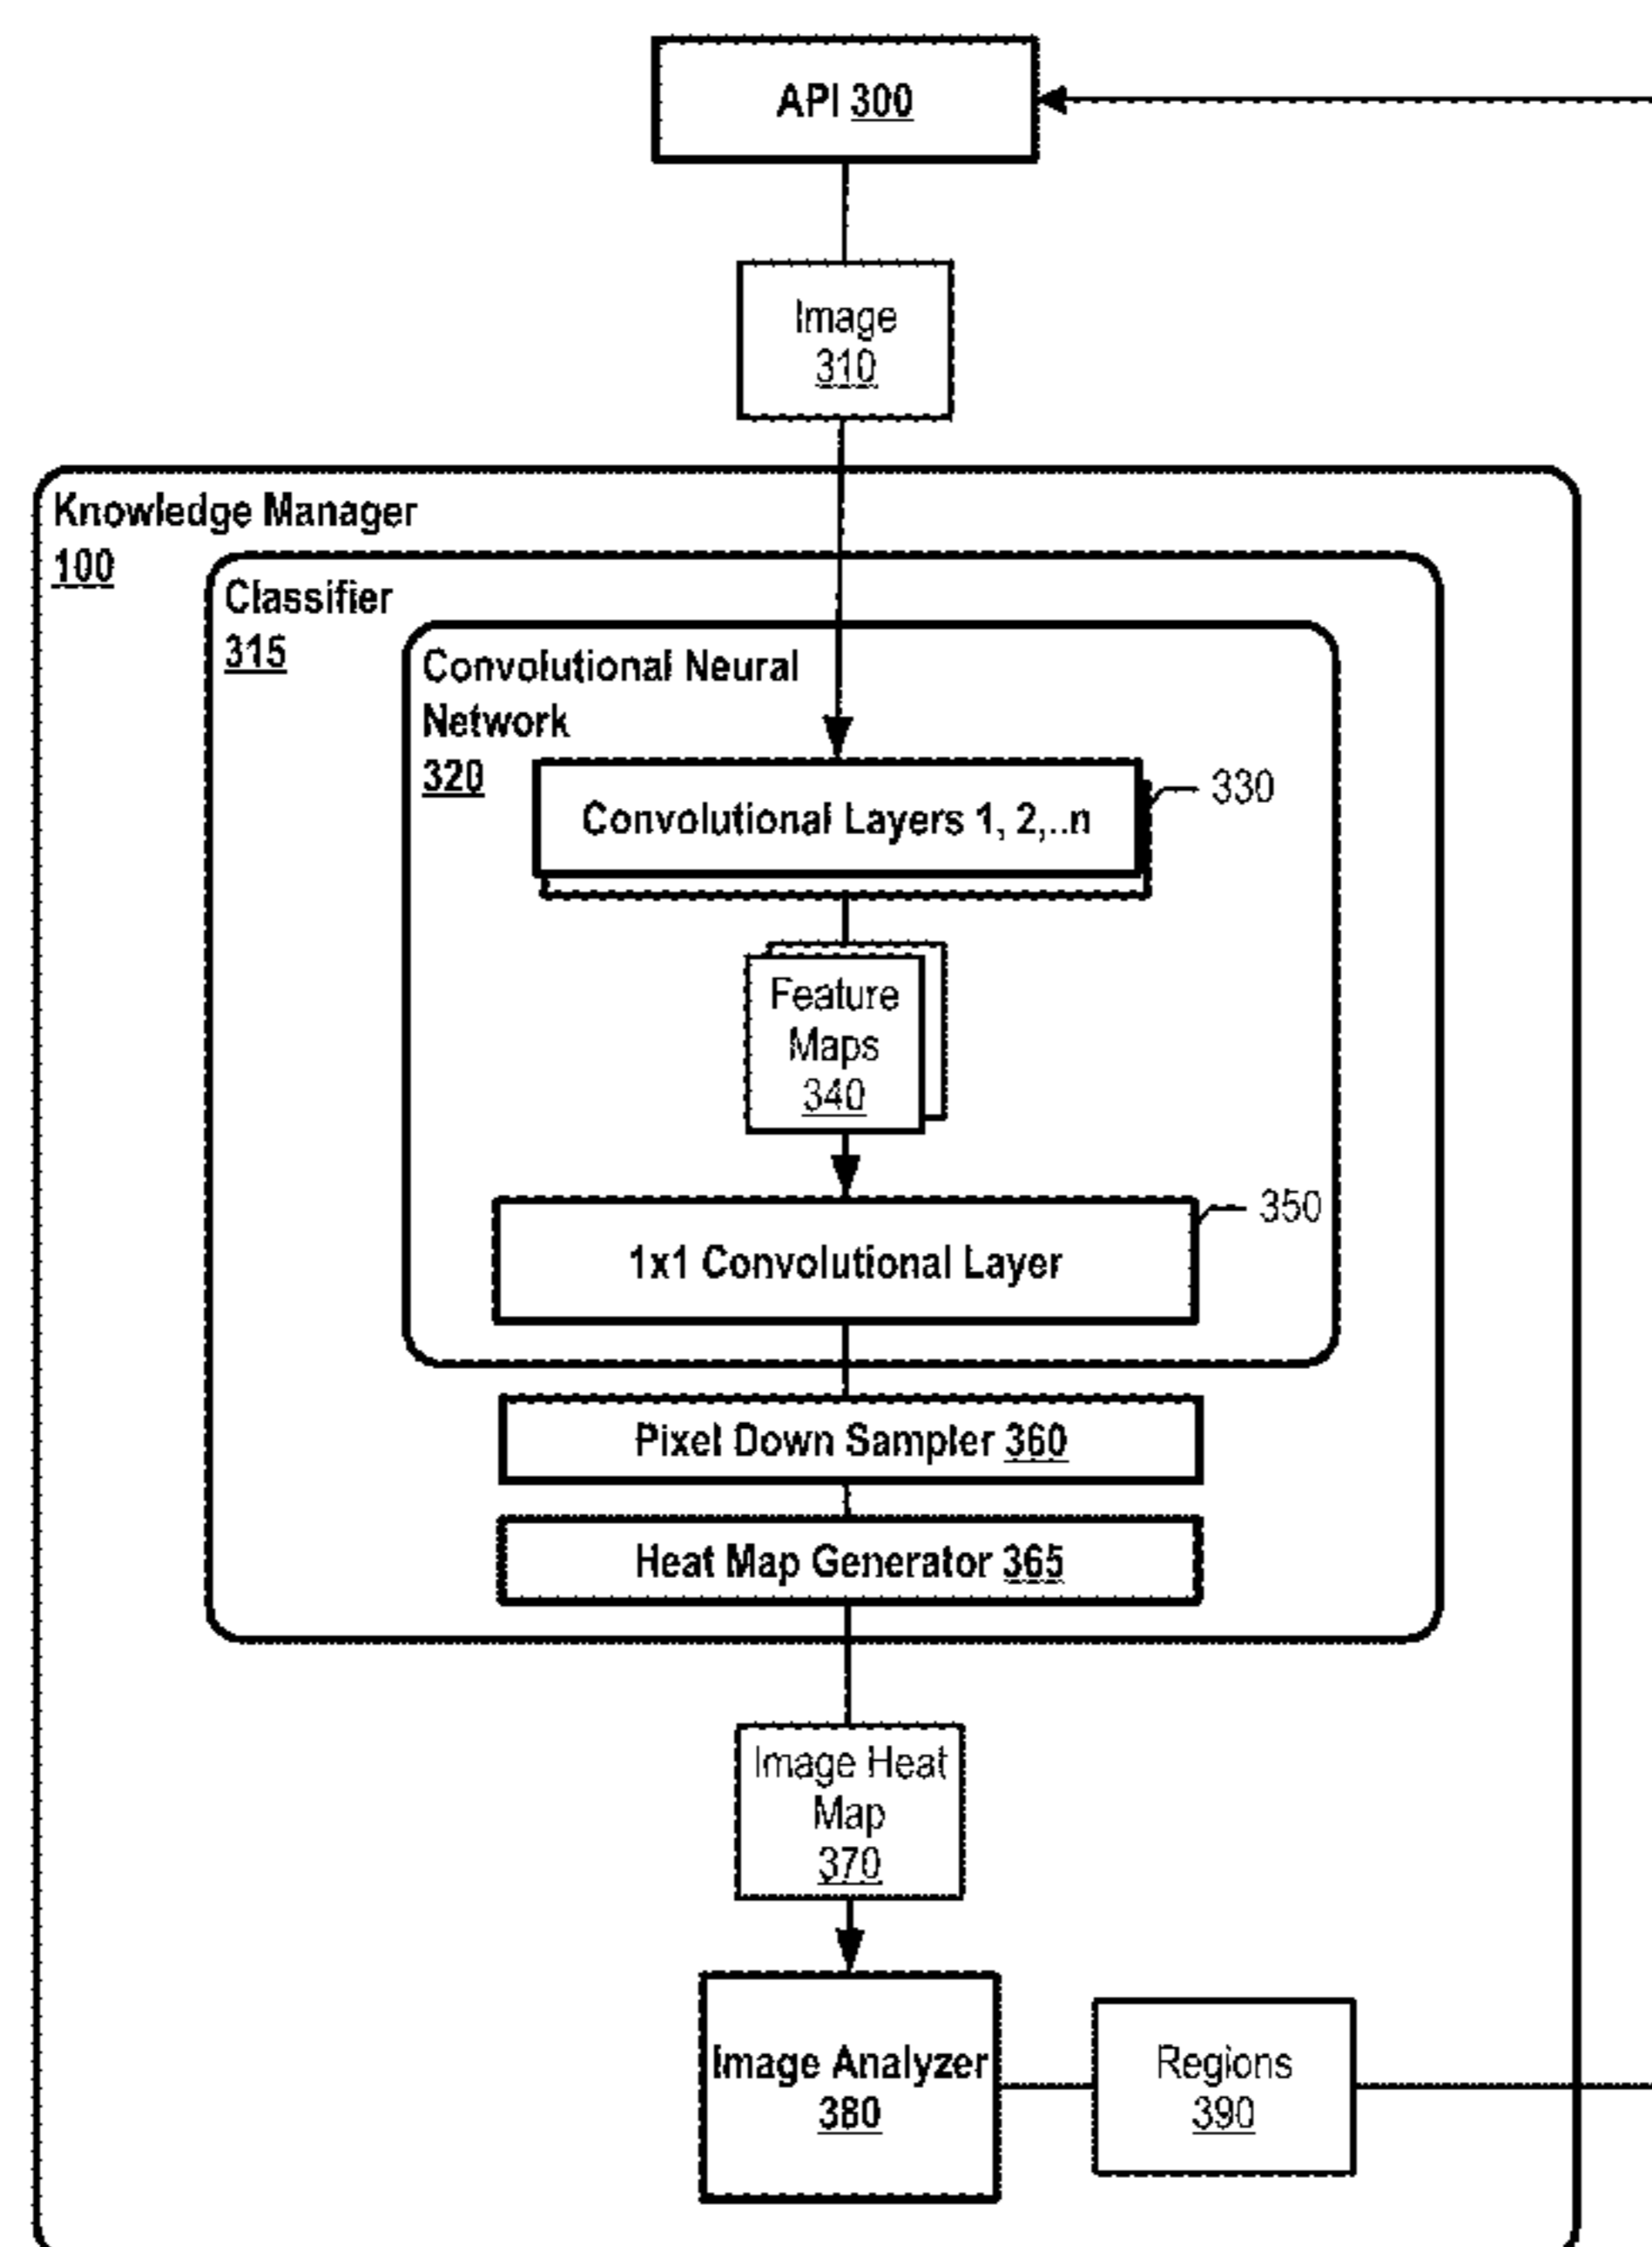 API 300
Image
310
Knowledge Manager
100
Classifier
315
Convolutional Neural
Network
320
Convolutional Layers 1, 2,..n
330
Feature
Maps
340
350
1x1 Convolutional Layer
Pixel Down Sampler 360
Heat Map Generator 365
Image Heat
Map
370
Image Analyzer
380
Regions
390